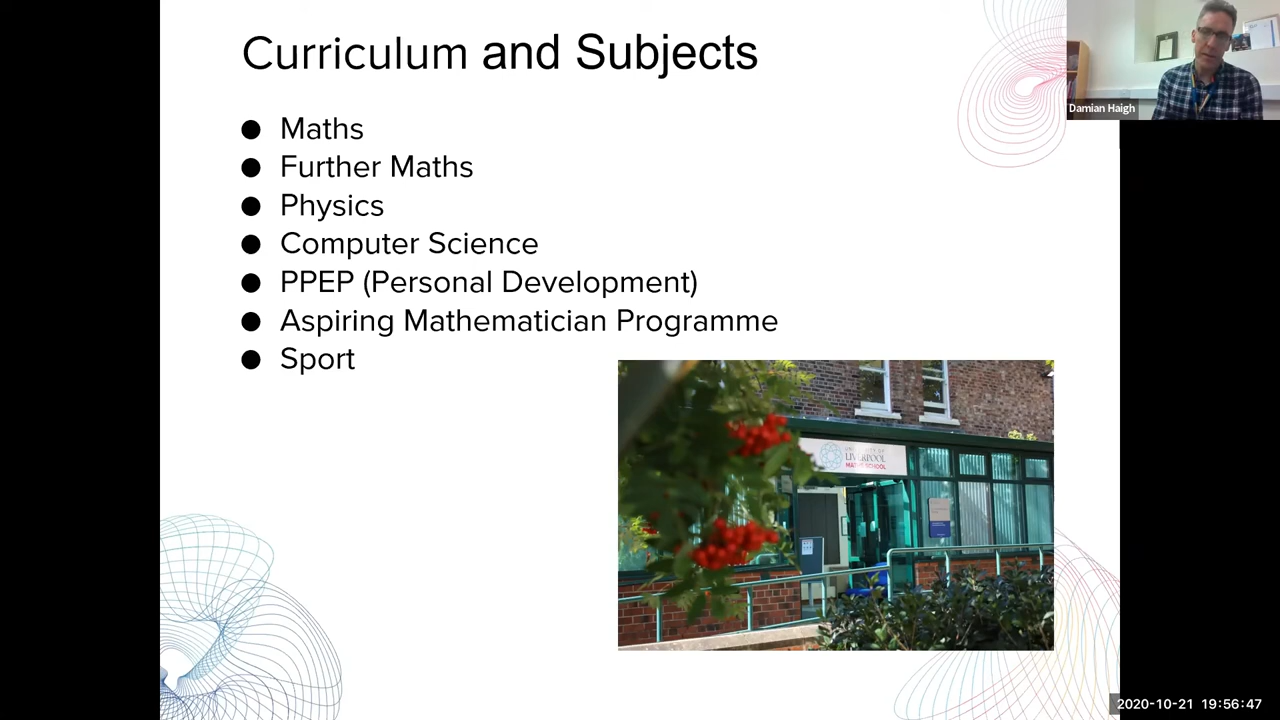 Curriculum and Subjects
Damian Haigh
● Maths
● Further Maths
● Physics
● Computer Science
● PPEP (Personal Development)
● Aspiring Mathematician Programme
● Sport
LIVERPOOL
MATHS SCHOOL
2020-10-21 19:56:47